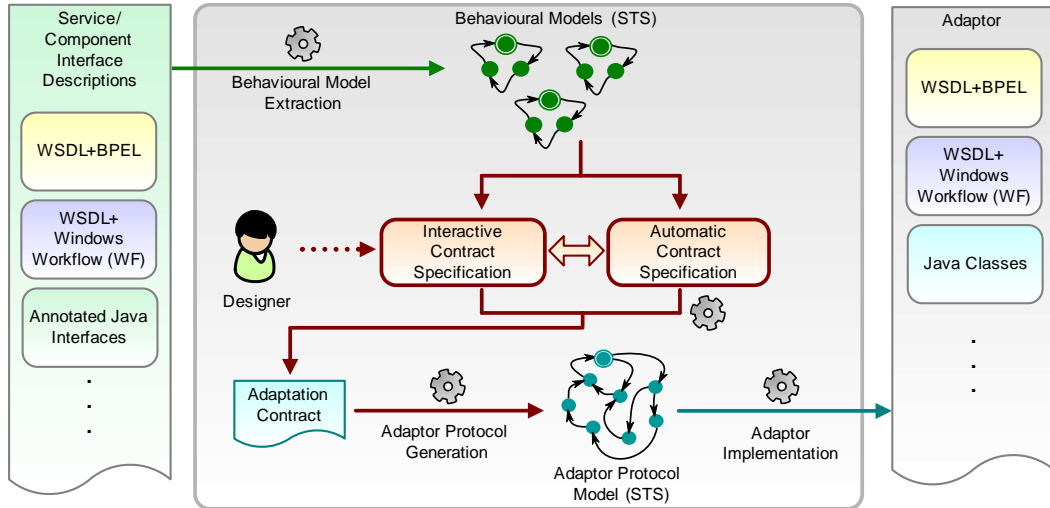 Service/
Component
Interface
Descriptions
WSDL+BPEL
WSDL+
Windows
Workflow (WF)
Annotated Java
Interfaces
.
.
.
Behavioural Models (STS)
Behavioural Model
Extraction
Designer
Interactive
Contract
Specification
Automatic
Contract
Specification
Adaptation
Contract
Adaptor Protocol
Generation
Adaptor Protocol
Model (STS)
Adaptor
Implementation
Adaptor
WSDL+BPEL
WSDL+
Windows
Workflow (WF)
Java Classes
.
.
.